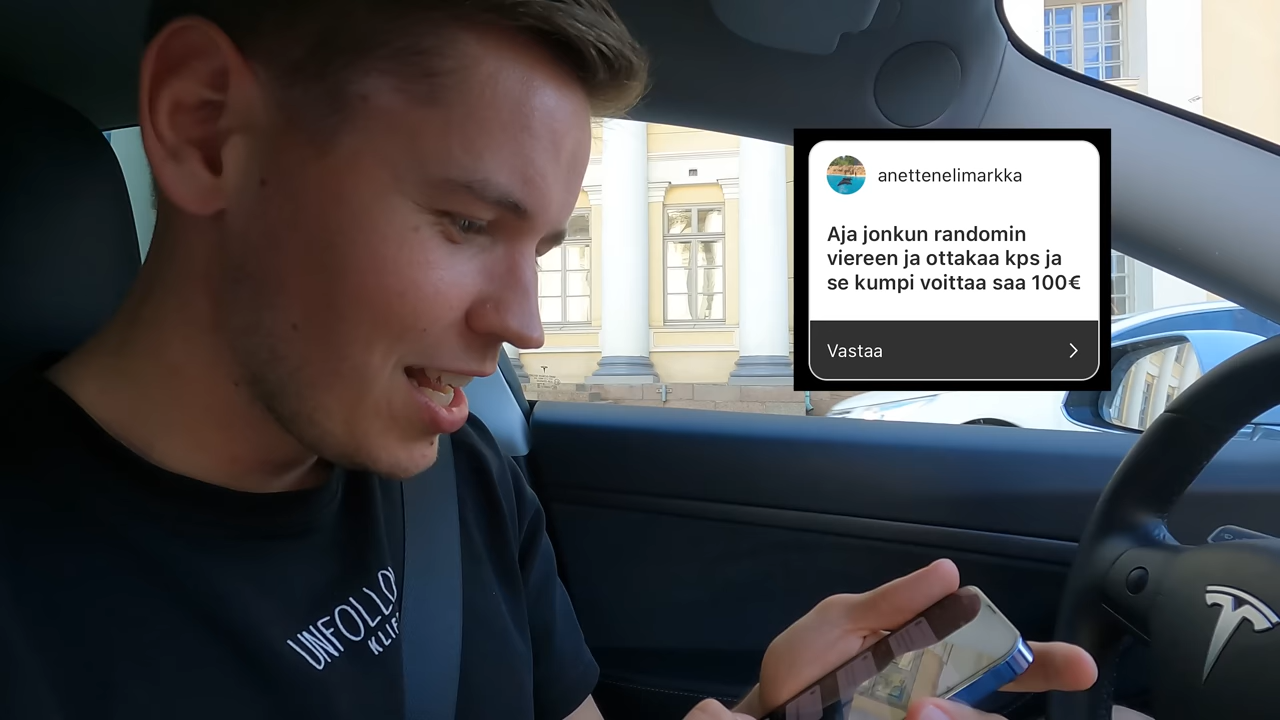 anettenelimarkka
Aja jonkun randomin
viereen ja ottakaa kps ja
se kumpi voittaa saa 100€
Vastaa